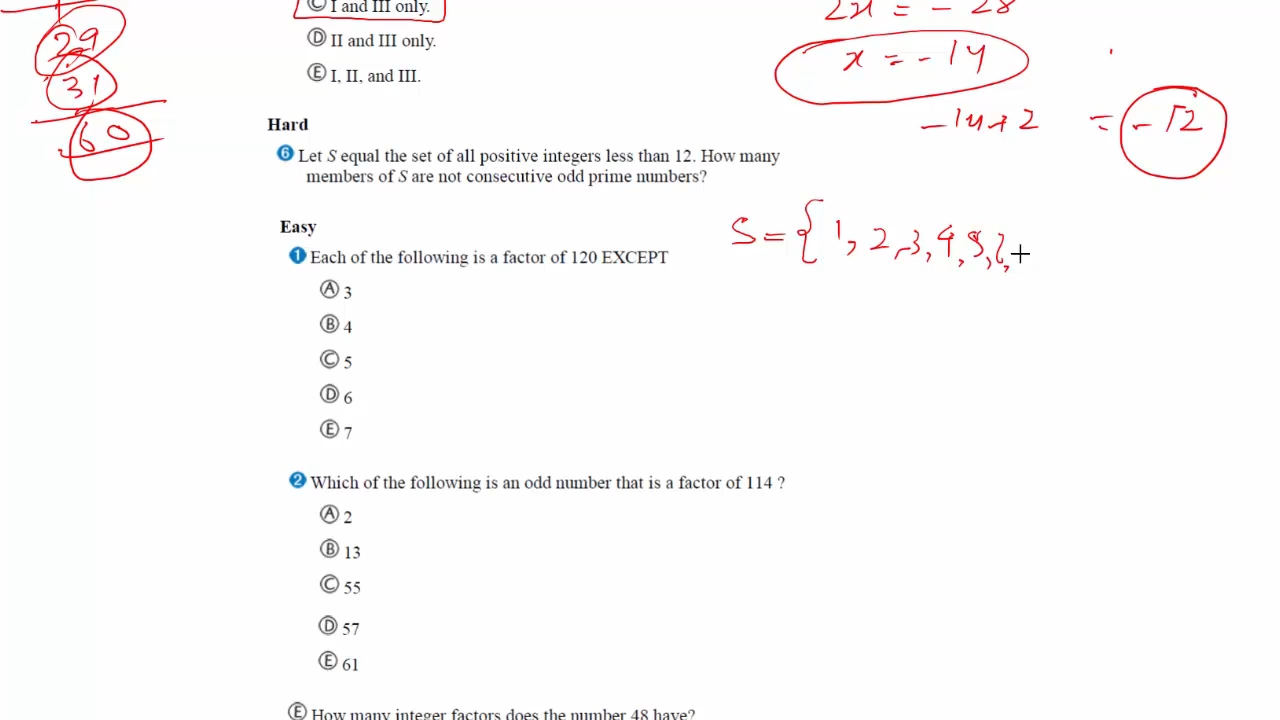 Ⓒ I and III only.
2x = - 28
29
Ⓓ II and III only.
x = -14
31
Ⓔ I, II, and III.
60
-14+2 = -12
Hard
6 Let S equal the set of all positive integers less than 12. How many
members of S are not consecutive odd prime numbers?
S = { 1, 2, 3, 4, 5,
Easy
1 Each of the following is a factor of 120 EXCEPT
Ⓐ 3
Ⓑ 4
Ⓒ 5
Ⓓ 6
Ⓔ 7
2 Which of the following is an odd number that is a factor of 114 ?
Ⓐ 2
Ⓑ 13
Ⓒ 55
Ⓓ 57
Ⓔ 61
Ⓔ How many integer factors does the number 48 have?